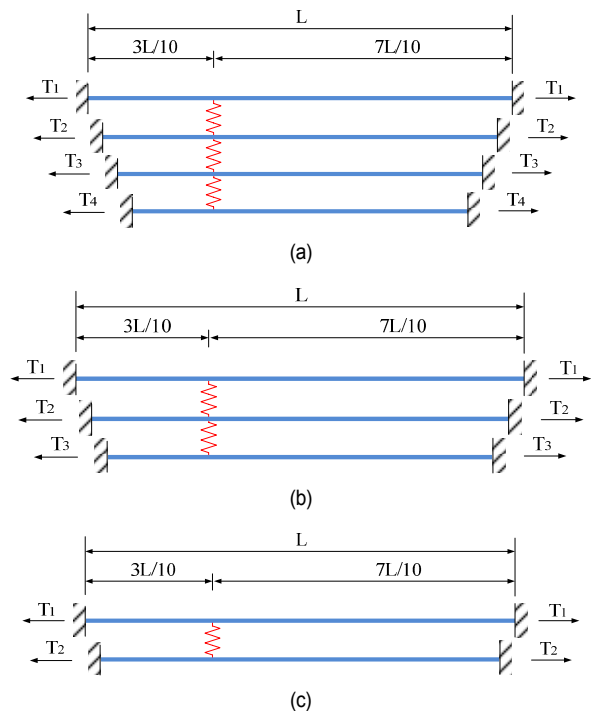 L
3L/10 7L/10
T1 T1
T2 T2
T3 T3
T4 T4
(a)
L
3L/10 7L/10
T1 T1
T2 T2
T3 T3
(b)
L
3L/10 7L/10
T1 T1
T2 T2
(c)